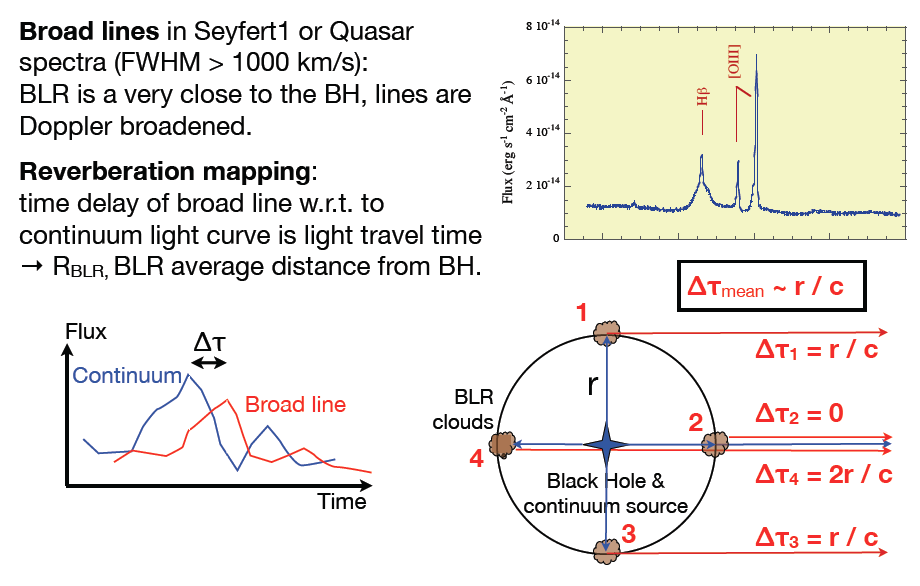 Broad lines in Seyfert1 or Quasar
spectra (FWHM > 1000 km/s):
BLR is a very close to the BH, lines are
Doppler broadened.
Reverberation mapping:
time delay of broad line w.r.t. to
continuum light curve is light travel time
→ RBLR, BLR average distance from BH.
8 10-14
6 10-14
4 10-14
2 10-14
0
Flux (erg s-1 cm-2 Å-1)
Hβ
[OIII]
Δτmean ~ r / c
Flux
Δτ
Continuum
Broad line
Time
1
r
BLR
clouds
2
4
Black Hole &
continuum source
3
Δτ1 = r / c
Δτ2 = 0
Δτ4 = 2r / c
Δτ3 = r / c